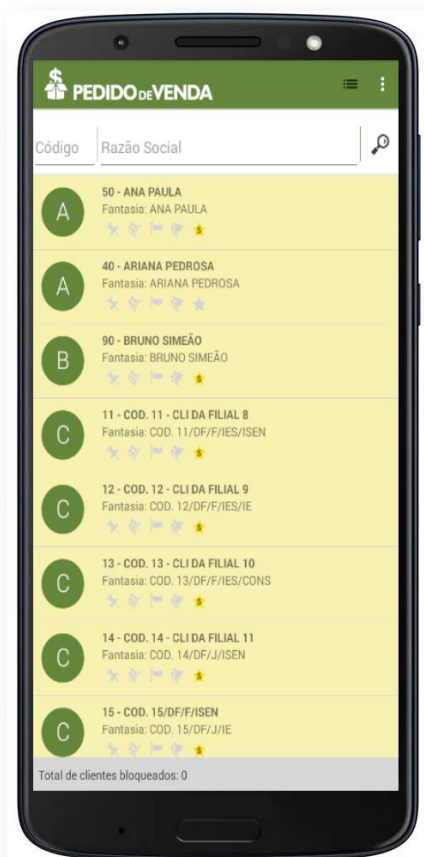 PEDIDO DE VENDA
Código Razão Social
A
50 - ANA PAULA
Fantasia: ANA PAULA
A
40 - ARIANA PEDROSA
Fantasia: ARIANA PEDROSA
B
90 - BRUNO SIMEÃO
Fantasia: BRUNO SIMEÃO
C
11 - COD. 11 - CLI DA FILIAL 8
Fantasia: COD. 11/DF/F/IES/ISEN
C
12 - COD. 12 - CLI DA FILIAL 9
Fantasia: COD. 12/DF/F/IES/IE
C
13 - COD. 13 - CLI DA FILIAL 10
Fantasia: COD. 13/DF/F/IES/CONS
C
14 - COD. 14 - CLI DA FILIAL 11
Fantasia: COD. 14/DF/J/ISEN
C
15 - COD. 15/DF/F/ISEN
Fantasia: COD. 15/DF/J/IE
Total de clientes bloqueados: 0